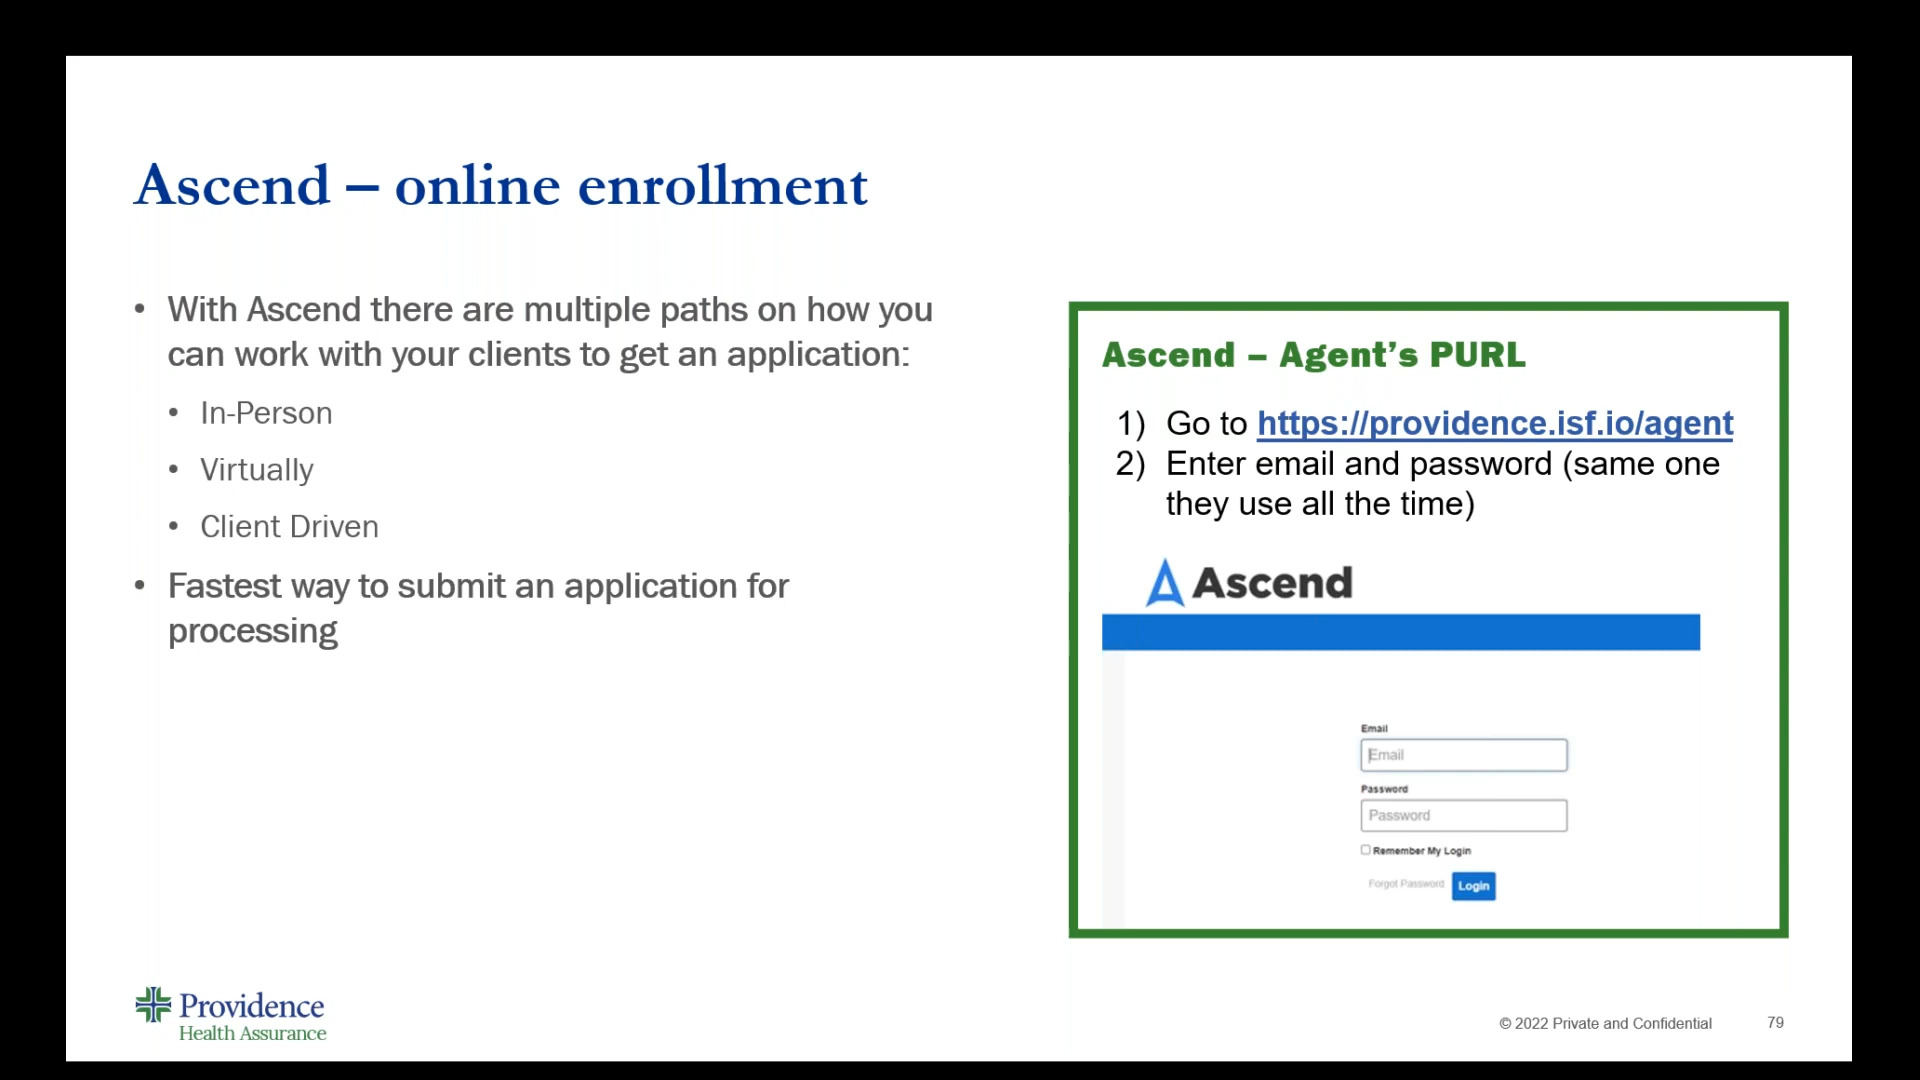 Ascend – online enrollment
• With Ascend there are multiple paths on how you
can work with your clients to get an application:
• In-Person
• Virtually
• Client Driven
• Fastest way to submit an application for
processing
Ascend – Agent's PURL
1) Go to https://providence.isf.io/agent
2) Enter email and password (same one
they use all the time)
Ascend
Email
Email
Password
Password
Remember My Login
Forgot Password Login
Providence
Health Assurance
© 2022 Private and Confidential 79